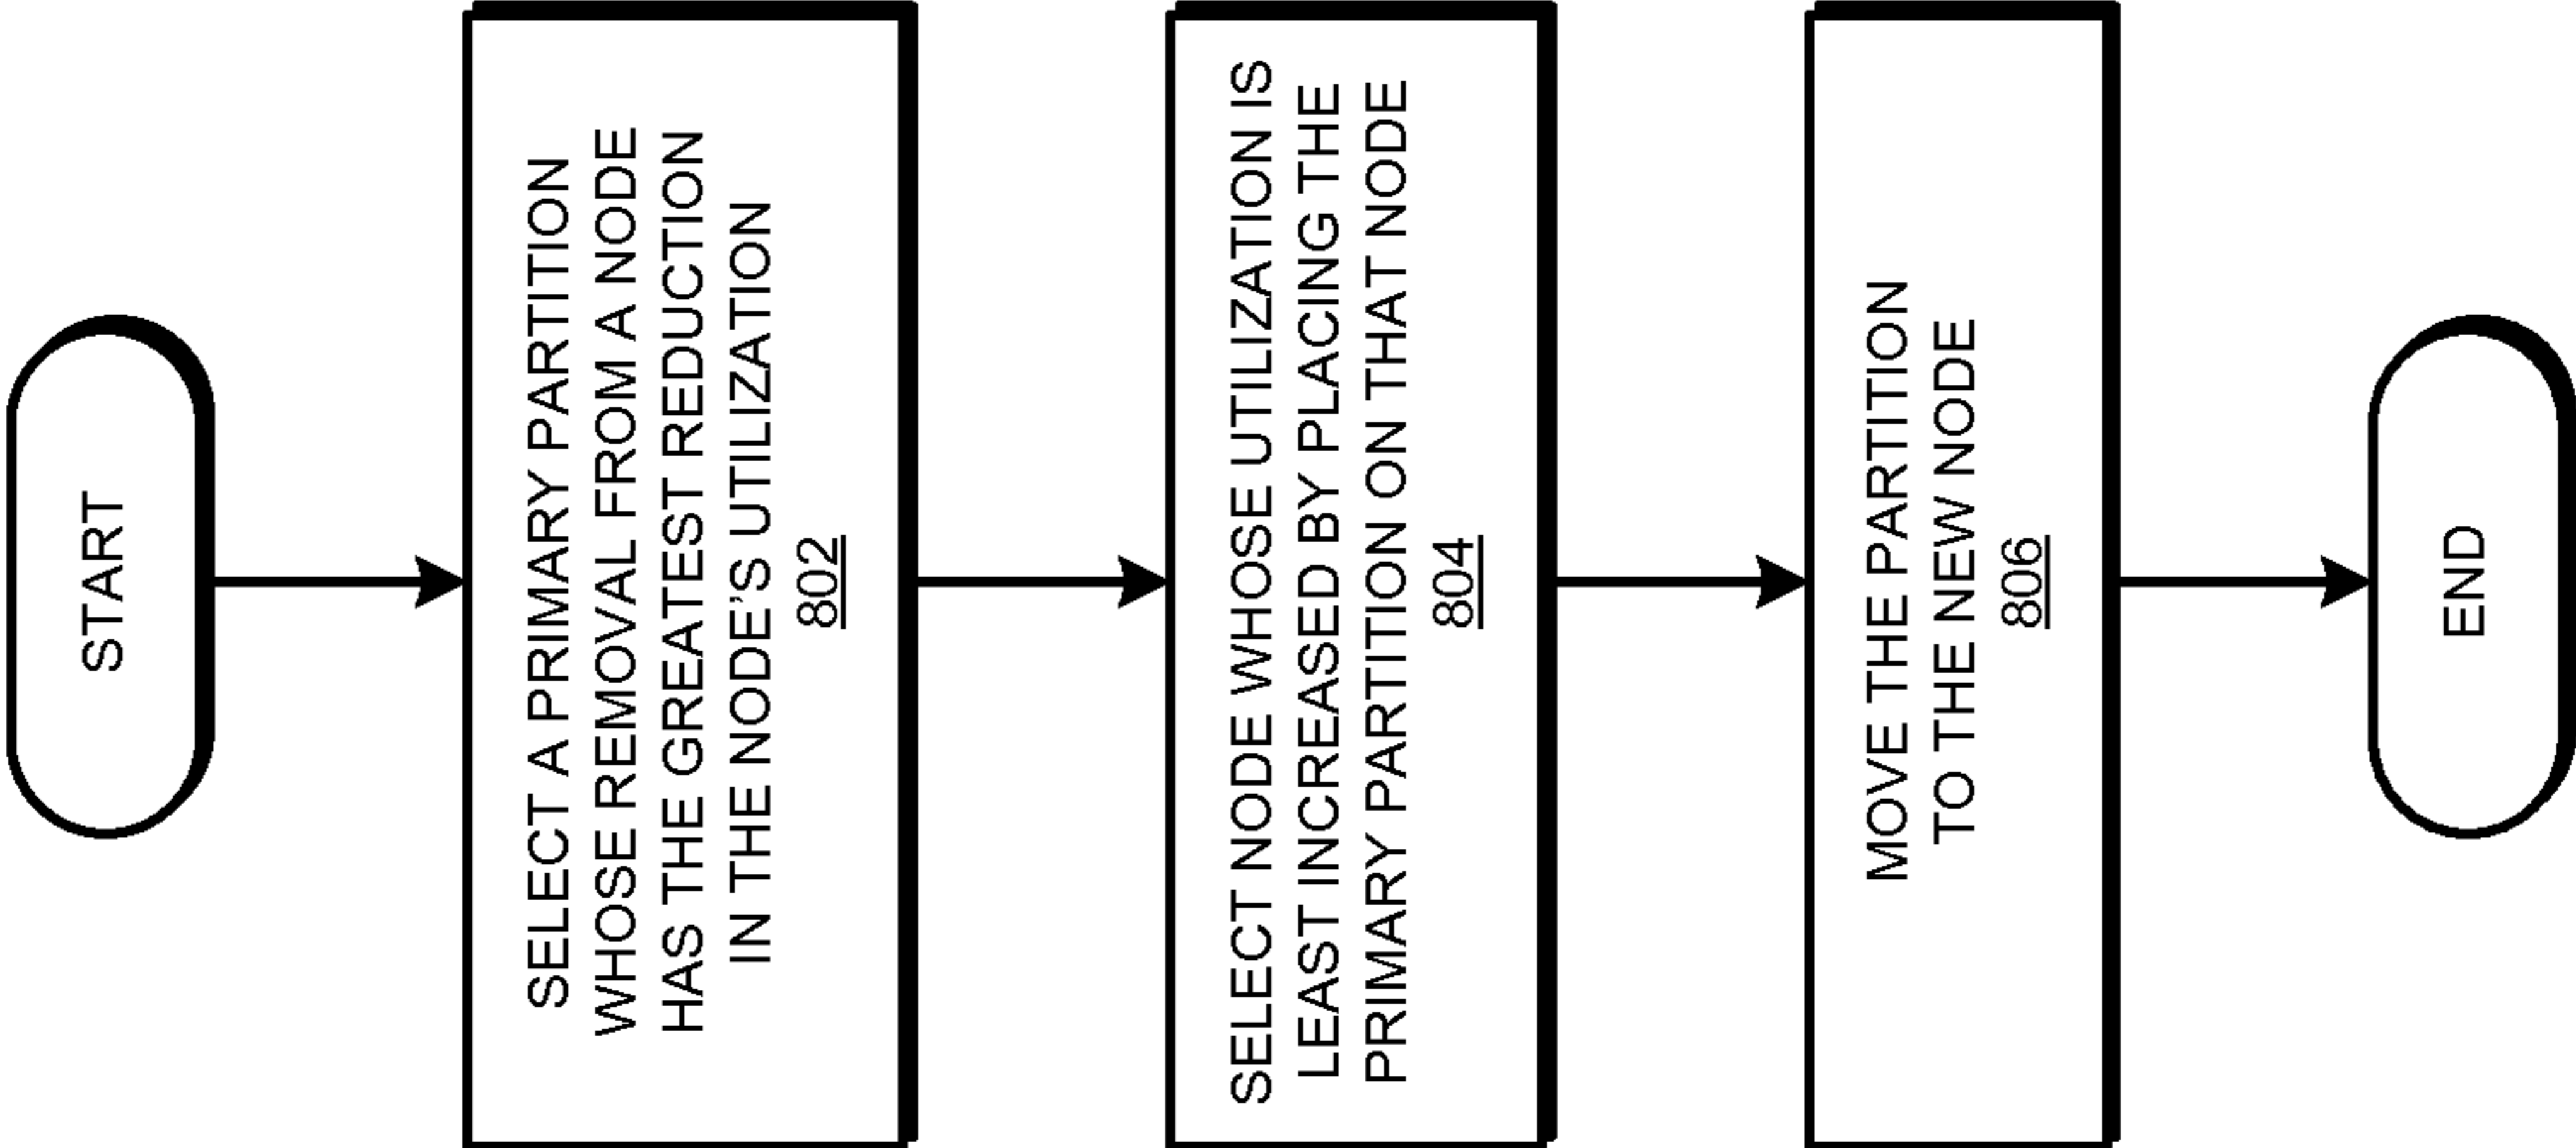 START
SELECT A PRIMARY PARTITION
WHOSE REMOVAL FROM A NODE
HAS THE GREATEST REDUCTION
IN THE NODE'S UTILIZATION
802
SELECT NODE WHOSE UTILIZATION IS
LEAST INCREASED BY PLACING THE
PRIMARY PARTITION ON THAT NODE
804
MOVE THE PARTITION
TO THE NEW NODE
806
END